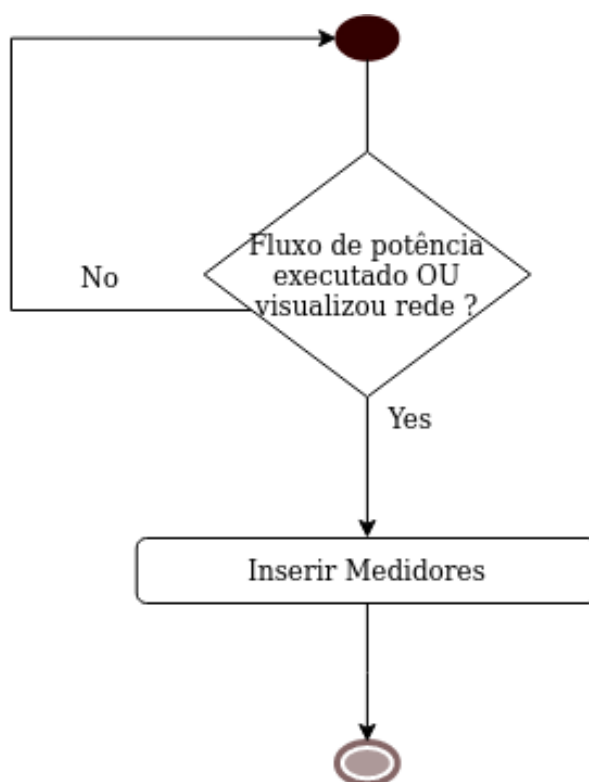 Fluxo de potência
executado OU
visualizou rede ?
No
Yes
Inserir Medidores